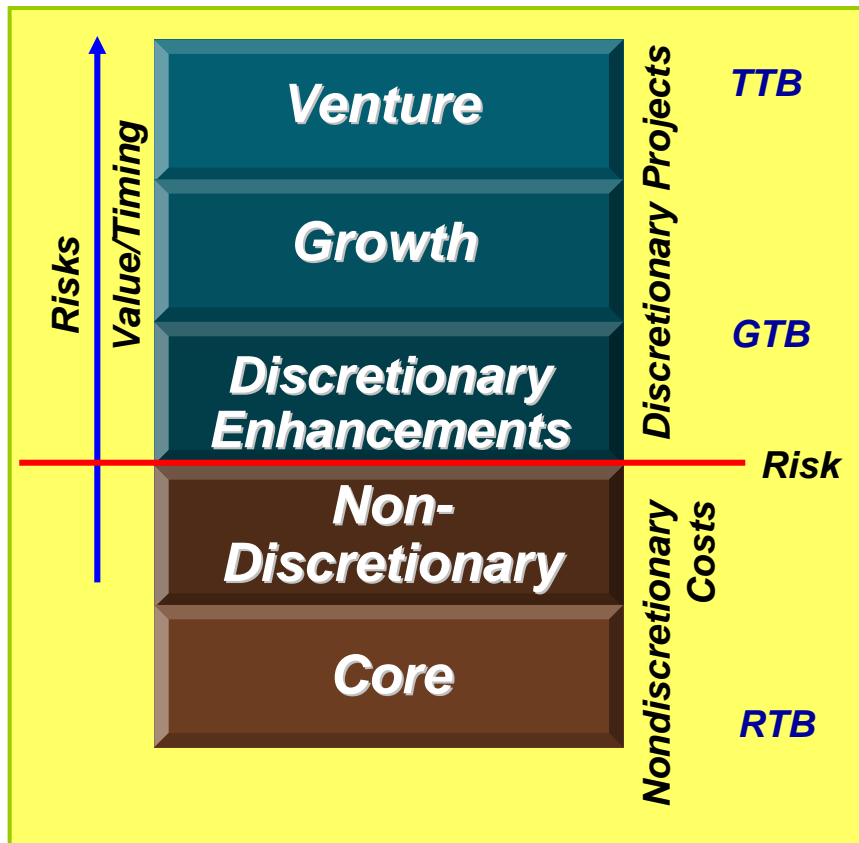 Venture
Growth
Discretionary
Enhancements
Non-
Discretionary
Core
Risks
Value/Timing
Discretionary Projects
Nondiscretionary
Costs
TTB
GTB
Risk
RTB